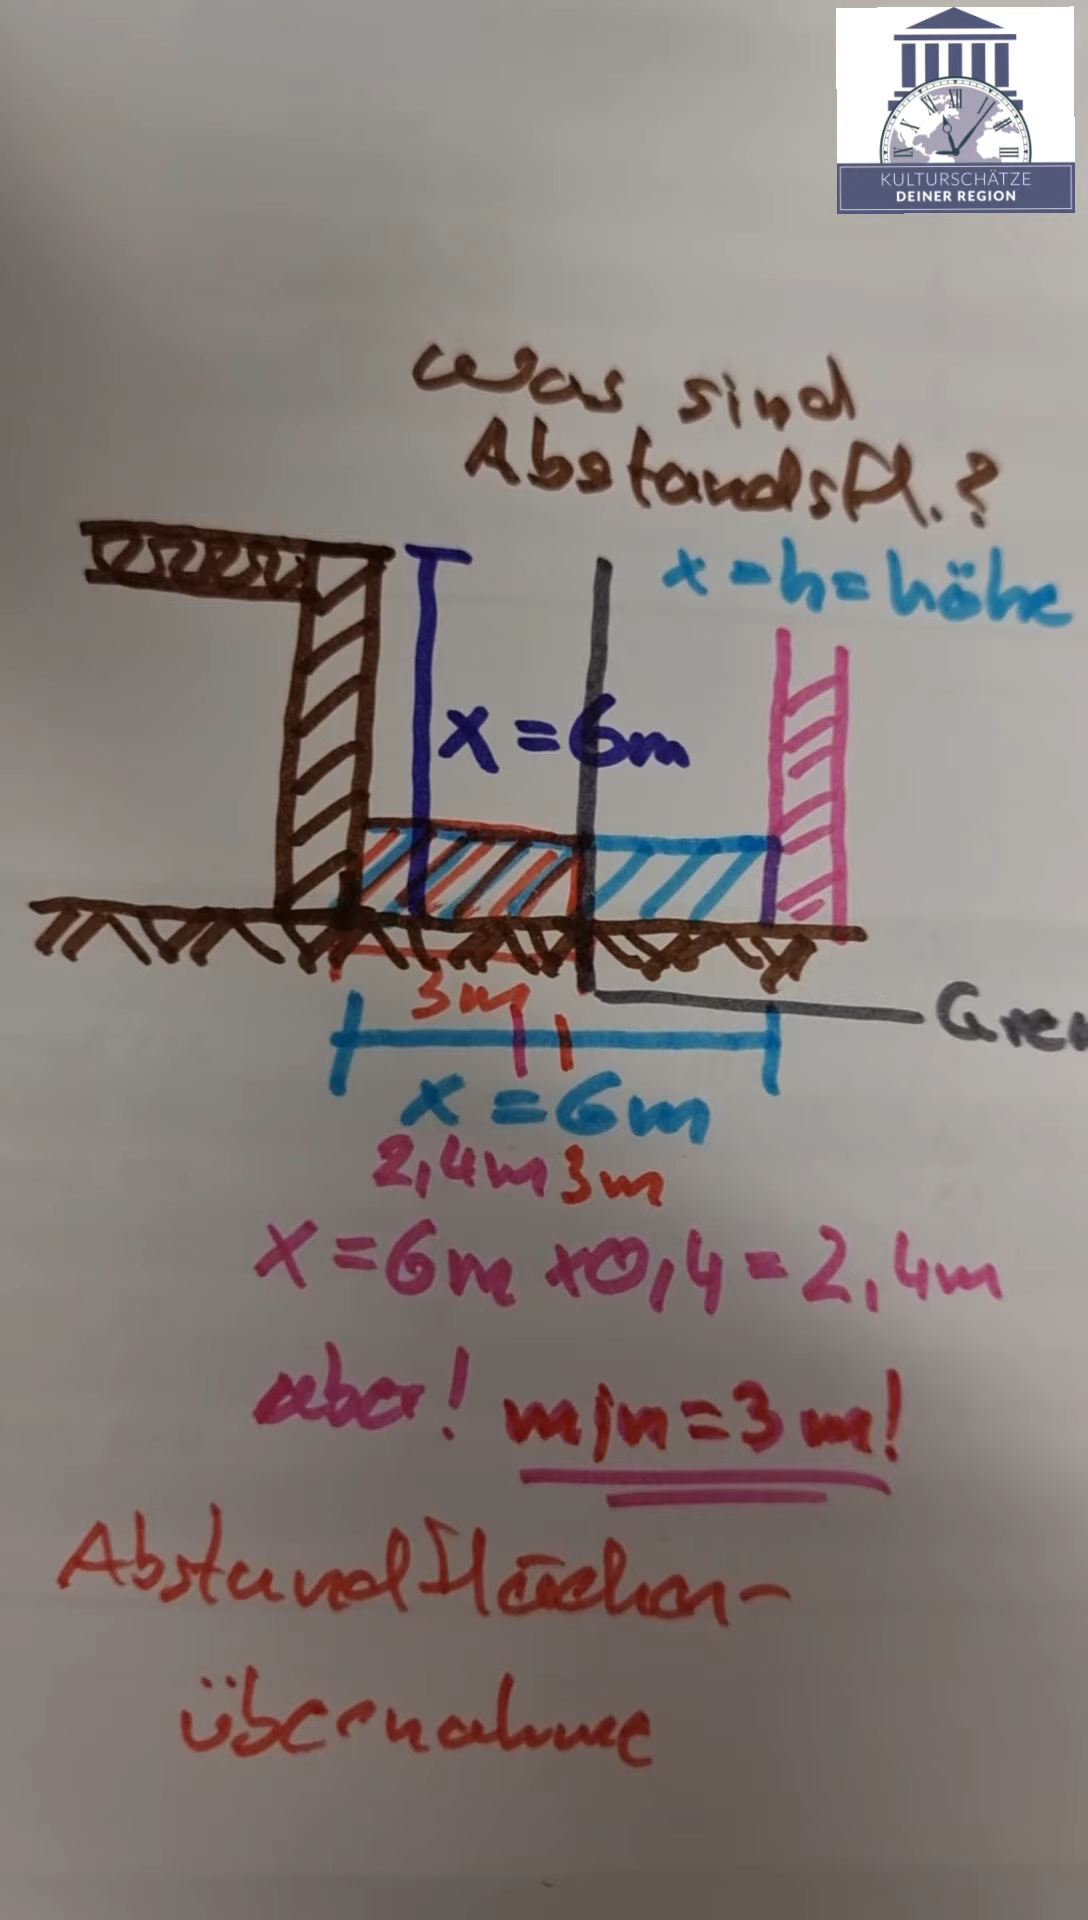 KULTURSCHÄTZE
DEINER REGION
Was sind
Abstandsfl.?
x = h = höhe
x = 6m
3m
Gren
x = 6m
2,4m 3m
x = 6m x0,4 = 2,4m
aber! min = 3m!
Abstandflächen-
übernahme